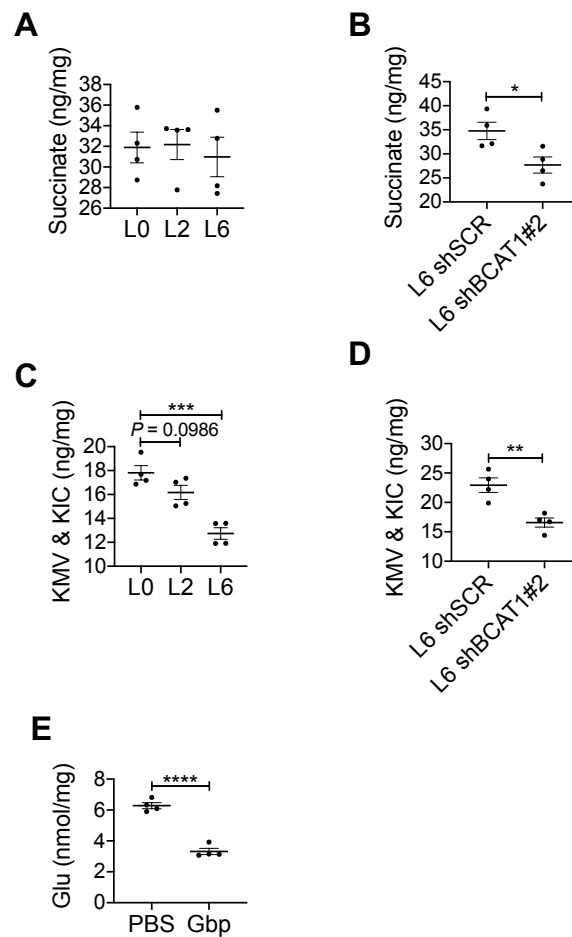 A
Succinate (ng/mg)
38
36
34
32
30
28
26
L0 L2 L6
B
Succinate (ng/mg)
45
40
35
30
25
20
*
L6 shSCR
L6 shBCAT1#2
C
KMV & KIC (ng/mg)
***
P = 0.0986
20
18
16
14
12
10
L0 L2 L6
D
KMV & KIC (ng/mg)
30
25
20
15
10
**
L6 shSCR
L6 shBCAT1#2
E
Glu (nmol/mg)
****
8
6
4
2
0
PBS Gbp